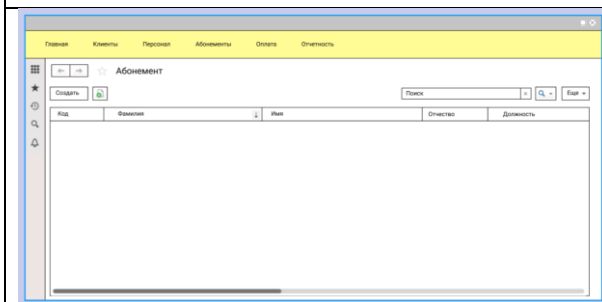 Главная Клиенты Персонал Абонементы Оплата Отчетность
Абонемент
Создать Поиск × Еще
Код Фамилия ↓ Имя Отчество Должность